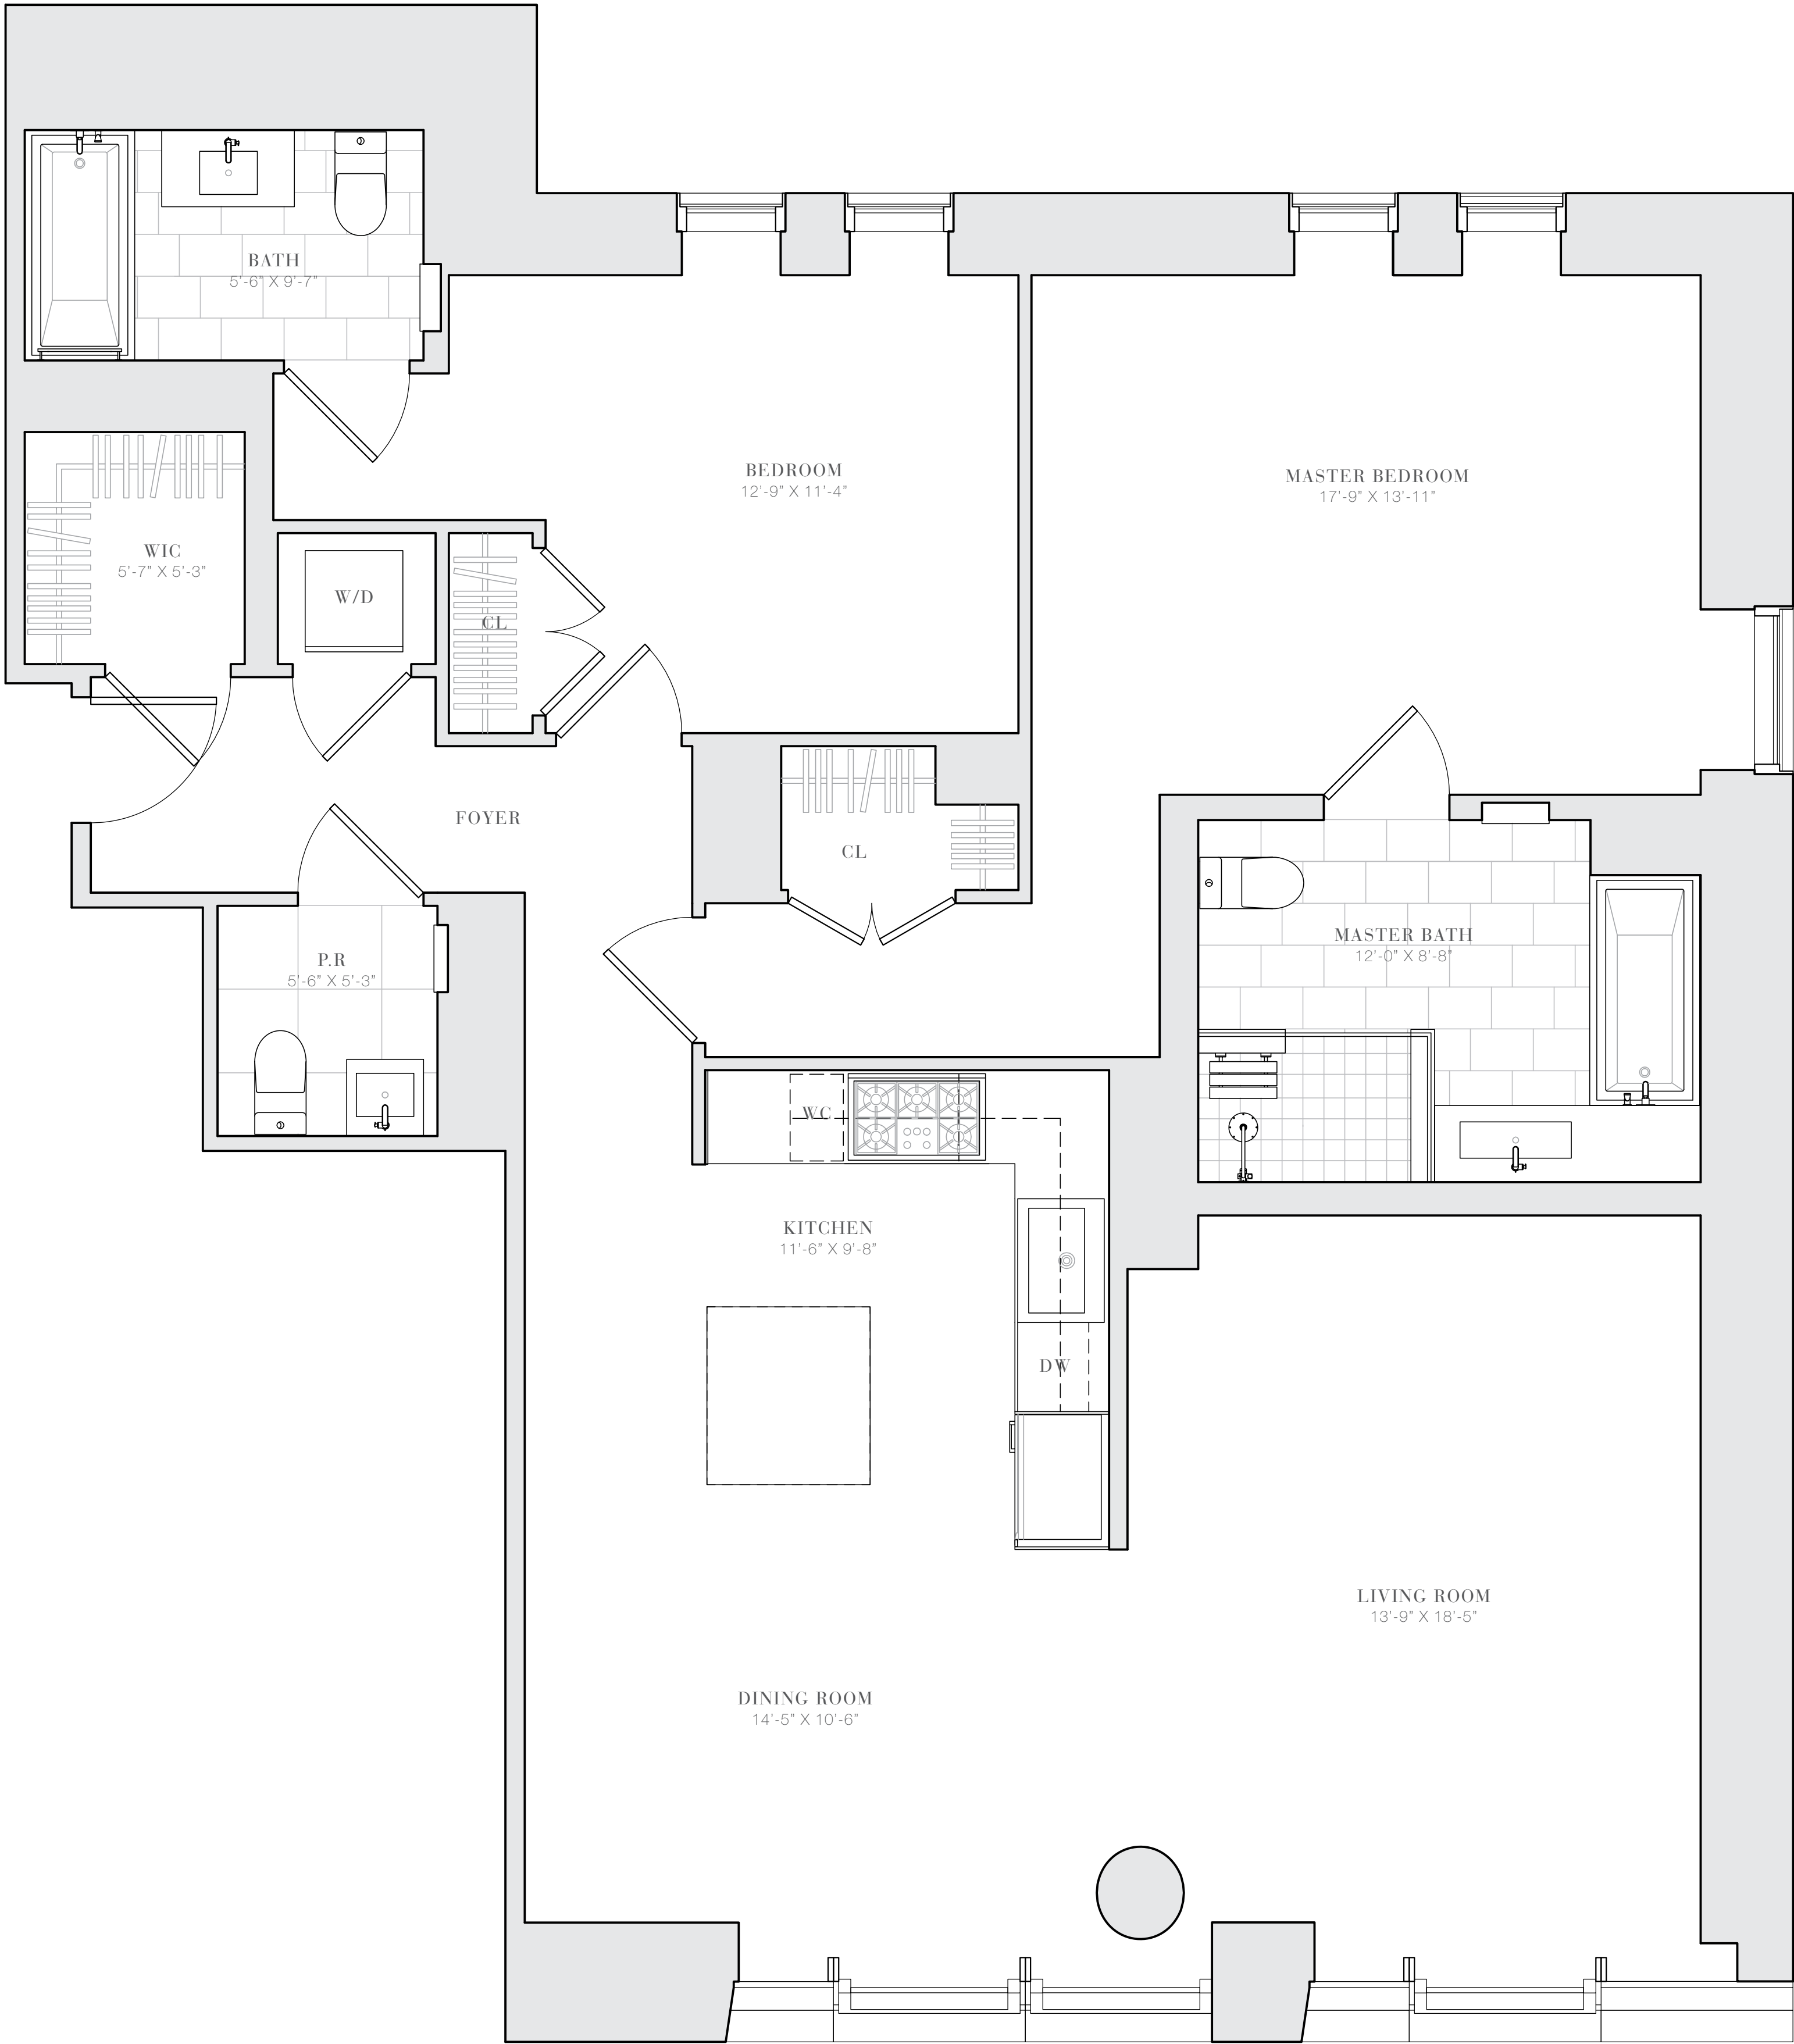 BATH
5'-6" X 9'-7"
BEDROOM
12'-9" X 11'-4"
MASTER BEDROOM
17'-9" X 13'-11"
WIC
5'-7" X 5'-3"
W/D
CL
FOYER
CL
P.R
5'-6" X 5'-3"
MASTER BATH
12'-0" X 8'-8"
WC
KITCHEN
11'-6" X 9'-8"
DW
LIVING ROOM
13'-9" X 18'-5"
DINING ROOM
14'-5" X 10'-6"